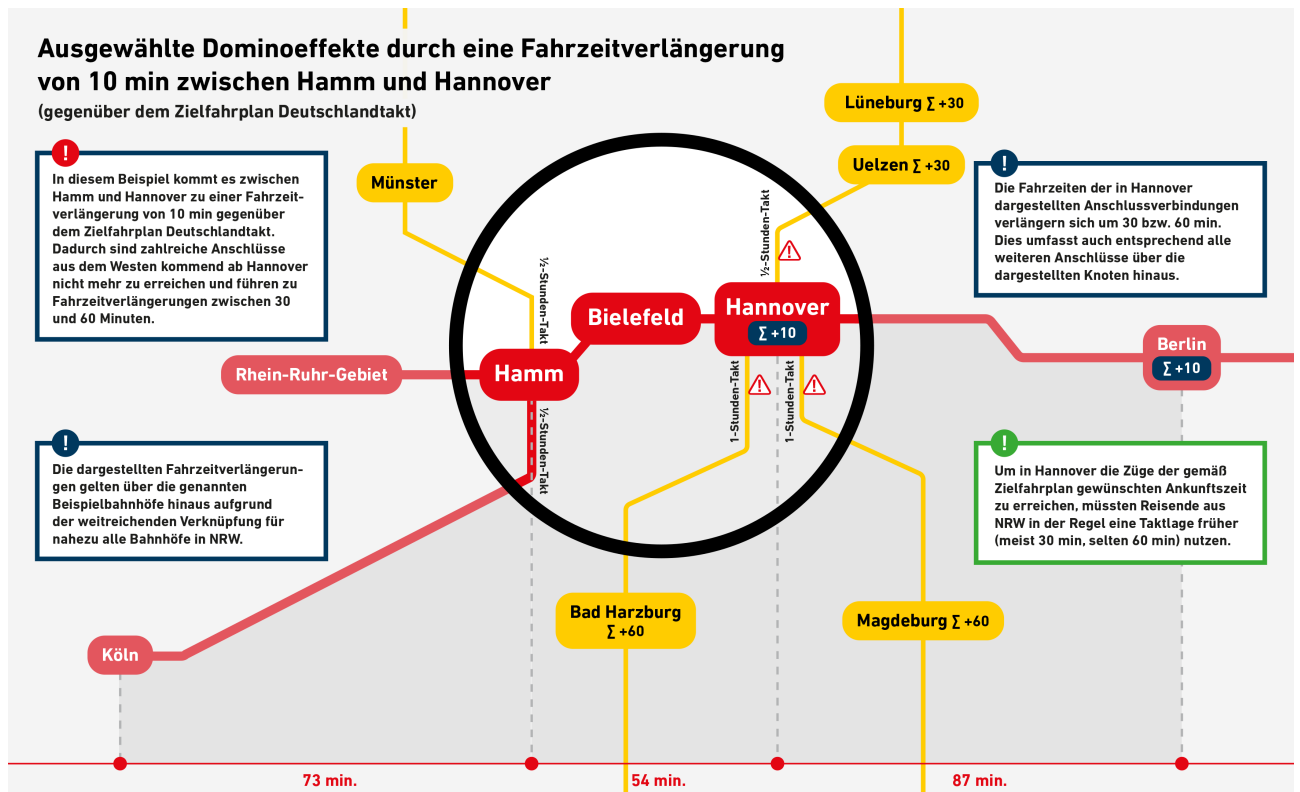 Ausgewählte Dominoeffekte durch eine Fahrzeitverlängerung
von 10 min zwischen Hamm und Hannover
(gegenüber dem Zielfahrplan Deutschlandtakt)
!
In diesem Beispiel kommt es zwischen
Hamm und Hannover zu einer Fahrzeit-
verlängerung von 10 min gegenüber
dem Zielfahrplan Deutschlandtakt.
Dadurch sind zahlreiche Anschlüsse
aus dem Westen kommend ab Hannover
nicht mehr zu erreichen und führen zu
Fahrzeitverlängerungen zwischen 30
und 60 Minuten.
!
Die dargestellten Fahrzeitverlängerun-
gen gelten über die genannten
Beispielbahnhöfe hinaus aufgrund
der weitreichenden Verknüpfung für
nahezu alle Bahnhöfe in NRW.
Münster
Lüneburg ∑ +30
Uelzen ∑ +30
½-Stunden-Takt
½-Stunden-Takt
!
Bielefeld
Hannover
∑ +10
Rhein-Ruhr-Gebiet
Hamm
½-Stunden-Takt
1-Stunden-Takt
!
1-Stunden-Takt
!
Berlin
∑ +10
Köln
Bad Harzburg
∑ +60
Magdeburg ∑ +60
!
Die Fahrzeiten der in Hannover
dargestellten Anschlussverbindungen
verlängern sich um 30 bzw. 60 min.
Dies umfasst auch entsprechend alle
weiteren Anschlüsse über die
dargestellten Knoten hinaus.
!
Um in Hannover die Züge der gemäß
Zielfahrplan gewünschten Ankunftszeit
zu erreichen, müssten Reisende aus
NRW in der Regel eine Taktlage früher
(meist 30 min, selten 60 min) nutzen.
73 min.
54 min.
87 min.